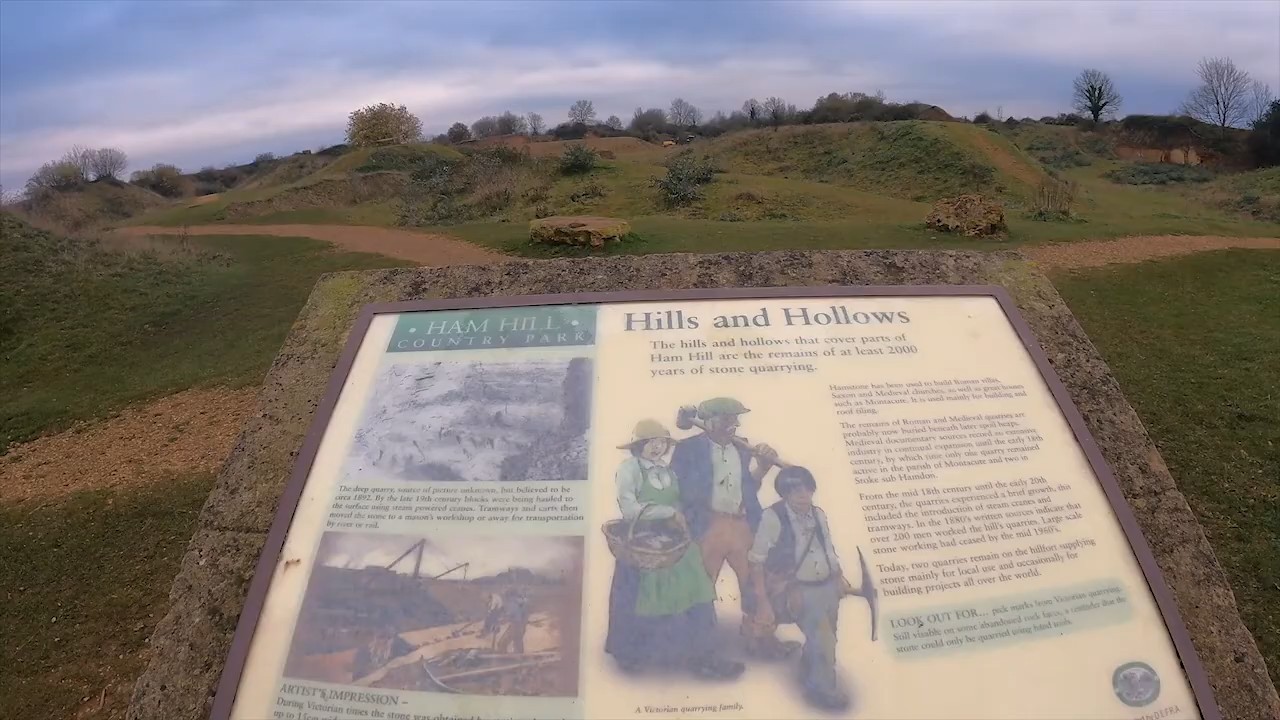 • HAM HILL •
COUNTRY PARK
Hills and Hollows
The hills and hollows that cover parts of
Ham Hill are the remains of at least 2000
years of stone quarrying.
The deep quarry, source of picture unknown, but believed to be
circa 1892. By the late 19th century blocks were being hauled to
the surface using steam powered cranes. Tramways and carts then
moved the stone to a mason's workshop or away for transportation
by river or rail.
ARTIST'S IMPRESSION –
During Victorian times the stone was obtained
up to 15cm
A Victorian quarrying family.
Hamstone has been used to build Roman villas,
Saxon and Medieval churches, as well as great houses
such as Montacute. It is used mainly for building and
roof tiling.
The remains of Roman and Medieval quarries are
probably now buried beneath later spoil heaps.
Medieval documentary sources record an extensive
industry in continual expansion until the early 18th
century, by which time only one quarry remained
active in the parish of Montacute and two in
Stoke sub Hamdon.
From the mid 18th century until the early 20th
century, the quarries experienced a brief growth, this
included the introduction of steam cranes and
tramways. In the 1880's written sources indicate that
over 200 men worked the hill's quarries. Large scale
stone working had ceased by the mid 1960's.
Today, two quarries remain on the hillfort supplying
stone mainly for local use and occasionally for
building projects all over the world.
LOOK OUT FOR... pick marks from Victorian quarrying.
Still visible on some abandoned rock faces, a reminder that the
stone could only be quarried using hand tools.
by DEFRA